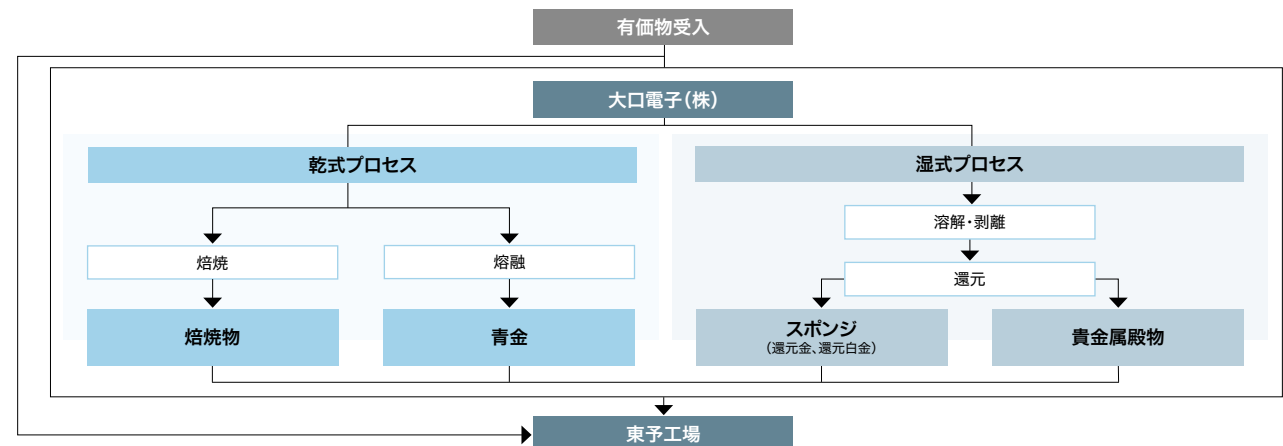 有価物受入
大口電子(株)
乾式プロセス
湿式プロセス
溶解・剥離
焙焼
熔融
還元
焙焼物
青金
スポンジ
(還元金、還元白金)
貴金属殿物
東予工場